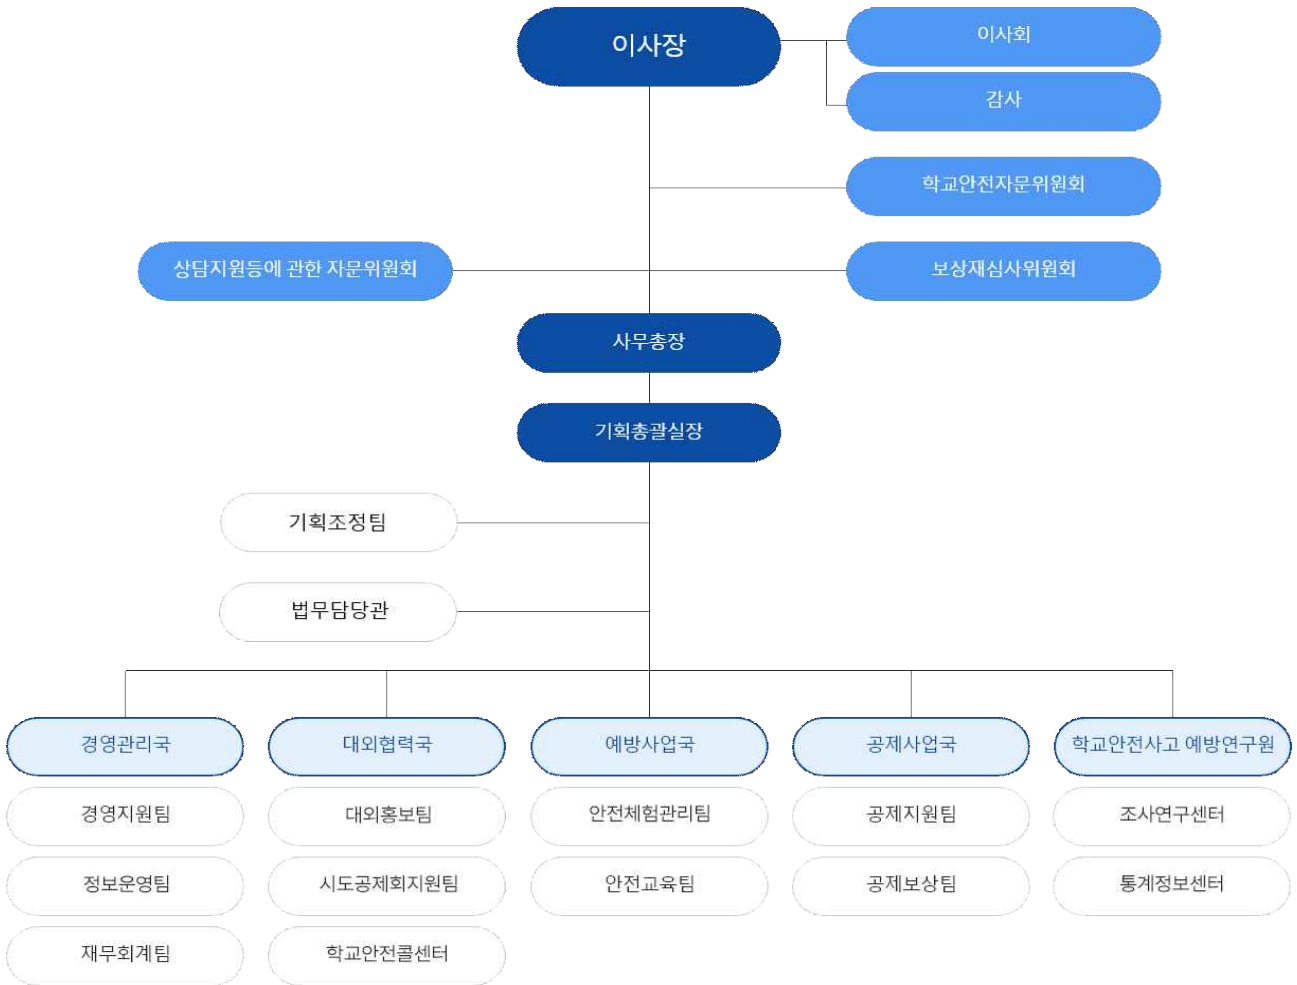 이사장
이사회
감사
학교안전자문위원회
상담지원등에 관한 자문위원회
보상재심사위원회
사무총장
기획총괄실장
기획조정팀
법무담당관
경영관리국
대외협력국
예방사업국
공제사업국
학교안전사고 예방연구원
경영지원팀
대외홍보팀
안전체험관리팀
공제지원팀
조사연구센터
정보운영팀
시도공제회지원팀
안전교육팀
공제보상팀
통계정보센터
재무회계팀
학교안전콜센터